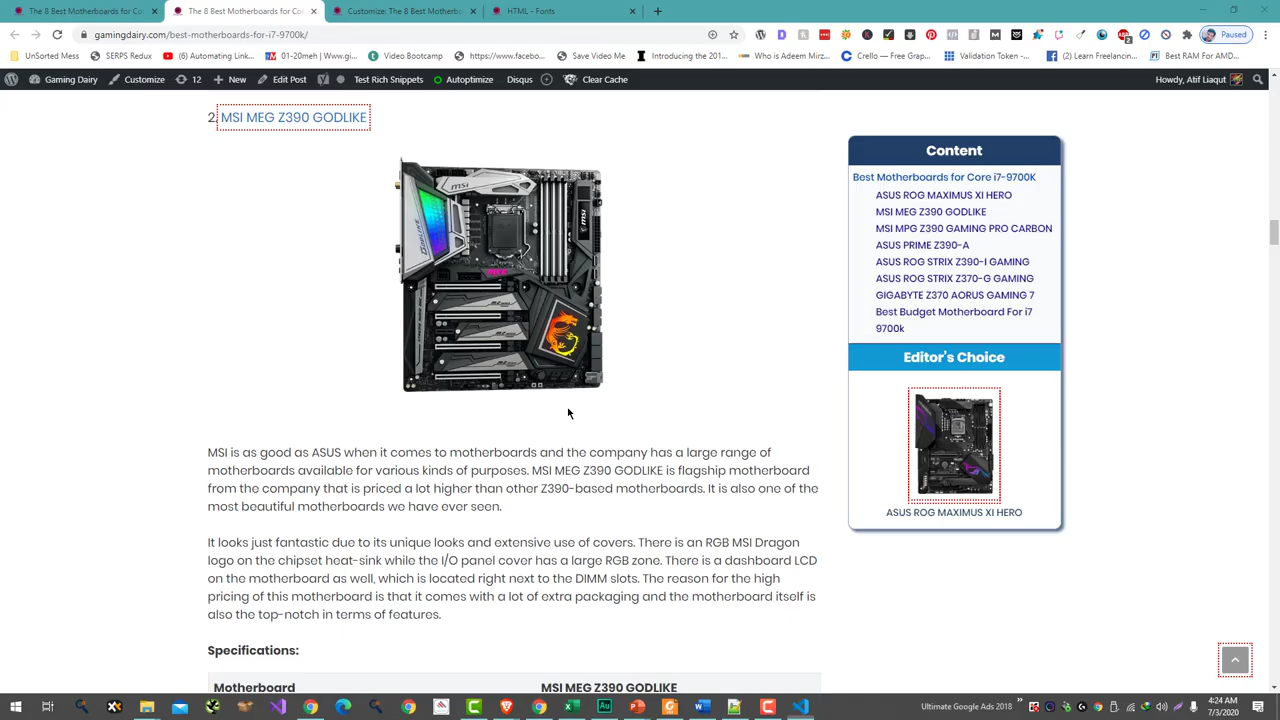 The 8 Best Motherboards for Co
The 8 Best Motherboards for Co
Customize: The 8 Best Motherbo
HTML - Fonts
gamingdairy.com/best-motherboards-for-i7-9700k/
Paused
UnSorted Mess
SERPS Redux
(6) Automating Link...
01-20meh | Www.gi...
Video Bootcamp
https://www.facebo...
Save Video Me
Introducing the 201...
Who is Adeem Mirz...
Crello — Grap...
Validation Token -...
(2) Learn Freelancin...
Best RAM For AMD...
Gaming Dairy
Customize
12
New
Edit Post
Test Rich Snippets
Autoptimize
Disqus
Clear Cache
Howdy, Atif Liaqut
2. MSI MEG Z390 GODLIKE
Content
Best Motherboards for Core i7-9700K
ASUS ROG MAXIMUS XI HERO
MSI MEG Z390 GODLIKE
MSI MPG Z390 GAMING PRO CARBON
ASUS PRIME Z390-A
ASUS ROG STRIX Z390-I GAMING
ASUS ROG STRIX Z370-G GAMING
GIGABYTE Z370 AORUS GAMING 7
Best Budget Motherboard For i7
9700k
Editor's Choice
ASUS ROG MAXIMUS XI HERO
MSI is as good as ASUS when it comes to motherboards and the company has a large range of
motherboards available for various kinds of purposes. MSI MEG Z390 GODLIKE is flagship motherboard
from the company that is priced a lot higher than other Z390-based motherboards. It is also one of the
most beautiful motherboards we have ever seen.
It looks just fantastic due to its unique looks and extensive use of covers. There is an RGB MSI Dragon
logo on the chipset heat-sink while the I/O panel cover has a large RGB zone. There is a dashboard LCD
on the motherboard as well, which is located right next to the DIMM slots. The reason for the high
pricing of this motherboard is that it comes with a lot of extra packaging and the motherboard itself is
also the top-notch in terms of features.
Specifications:
Motherboard
MSI MEG Z390 GODLIKE
Ultimate Google Ads 2018
4:24 AM
7/3/2020